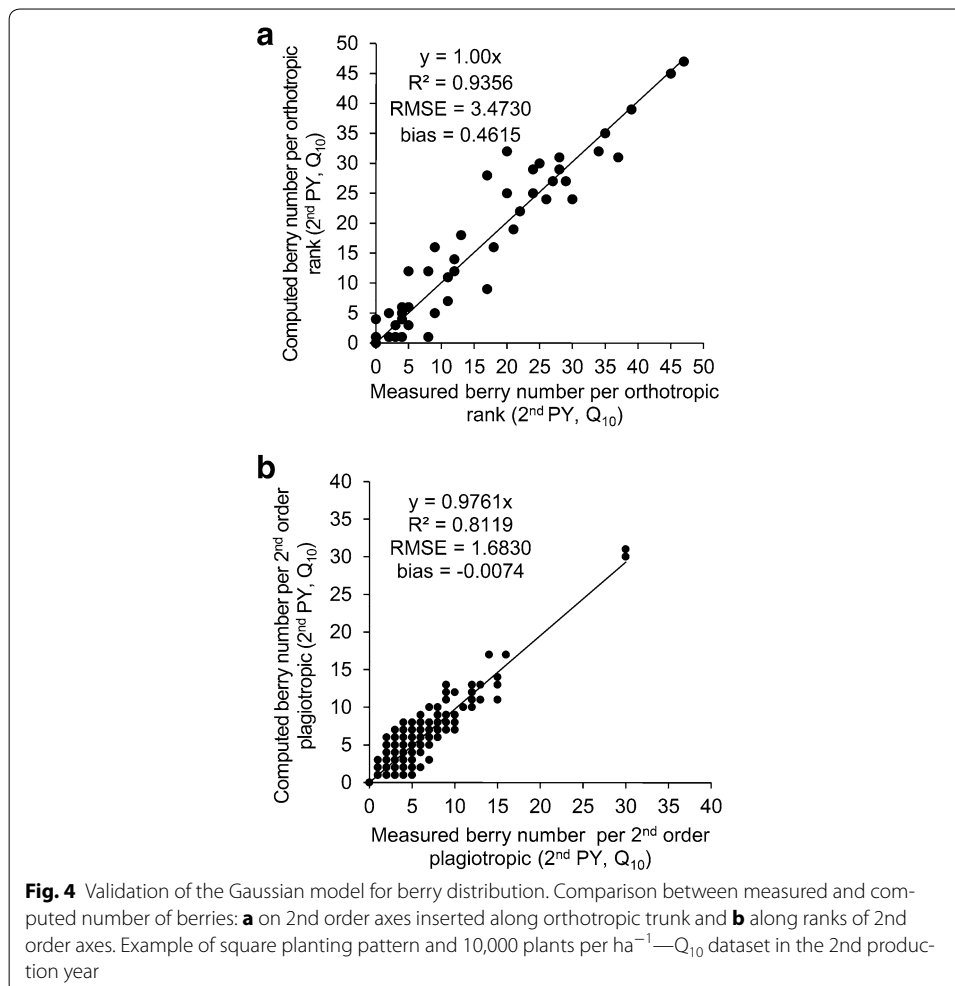 a
50
45
40
35
30
25
20
15
10
5
0
y = 1.00x
R² = 0.9356
RMSE = 3.4730
bias = 0.4615
Computed berry number per orthotropic
rank (2nd PY, Q10)
0 5 10 15 20 25 30 35 40 45 50
Measured berry number per orthotropic
rank (2nd PY, Q10)
b
40
35
30
25
20
15
10
5
0
y = 0.9761x
R² = 0.8119
RMSE = 1.6830
bias = -0.0074
Computed berry number per 2nd order
plagiotropic (2nd PY, Q10)
0 5 10 15 20 25 30 35 40
Measured berry number per 2nd order
plagiotropic (2nd PY, Q10)
Fig. 4 Validation of the Gaussian model for berry distribution. Comparison between measured and com-
puted number of berries: a on 2nd order axes inserted along orthotropic trunk and b along ranks of 2nd
order axes. Example of square planting pattern and 10,000 plants per ha⁻¹—Q10 dataset in the 2nd produc-
tion year